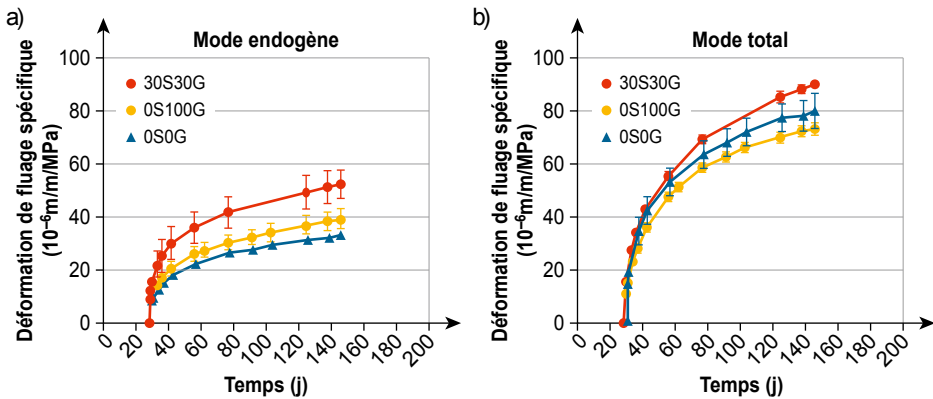 a)
Mode endogène
Déformation de fluage spécifique
(10⁻⁶m/m/MPa)
100
80
60
40
20
0
30S30G
0S100G
0S0G
0
20
40
60
80
100
120
140
160
180
200
Temps (j)
b)
Mode total
Déformation de fluage spécifique
(10⁻⁶m/m/MPa)
100
80
60
40
20
0
30S30G
0S100G
0S0G
0
20
40
60
80
100
120
140
160
180
200
Temps (j)